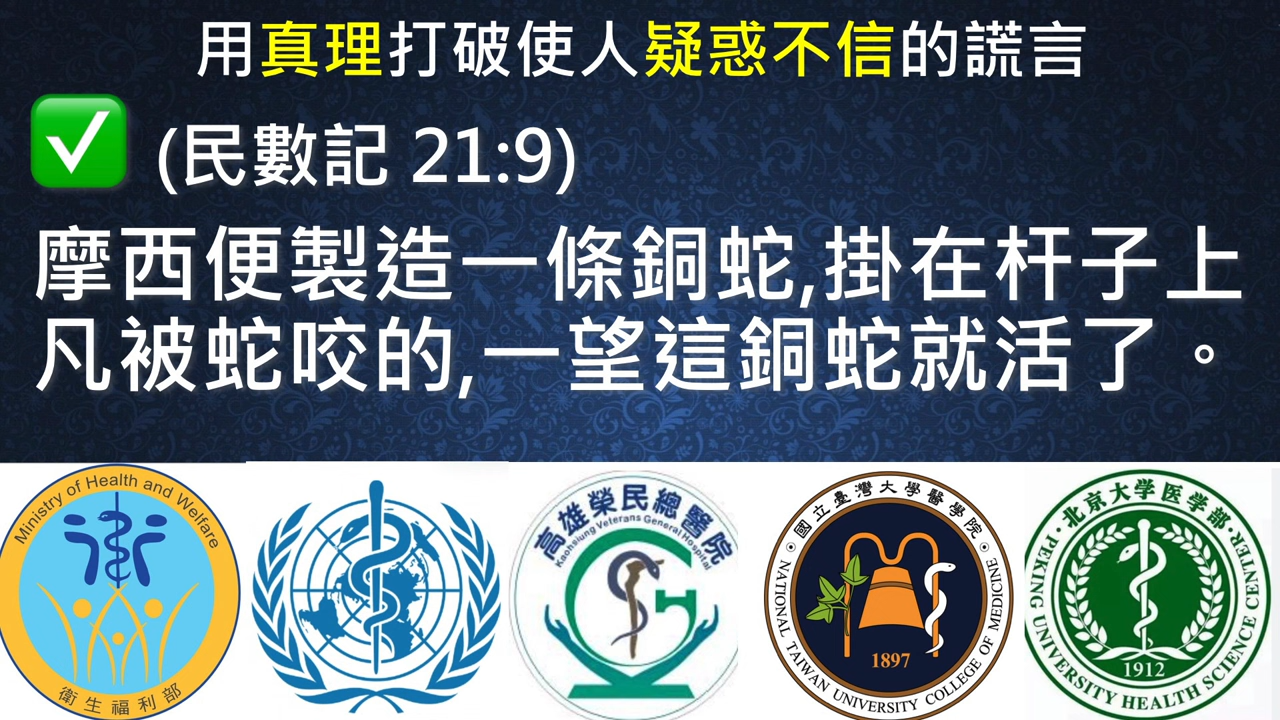 用真理打破使人疑惑不信的謊言
(民數記 21:9)
摩西便製造一條銅蛇,掛在杆子上
凡被蛇咬的,一望這銅蛇就活了。
Ministry of Health and Welfare
衛生福利部
高雄榮民總醫院
Kaohsiung Veterans General Hospital
國立臺灣大學醫學院
1897
NATIONAL TAIWAN UNIVERSITY COLLEGE OF MEDICINE
·北京大学医学部·
1912
PEKING UNIVERSITY HEALTH SCIENCE CENTER